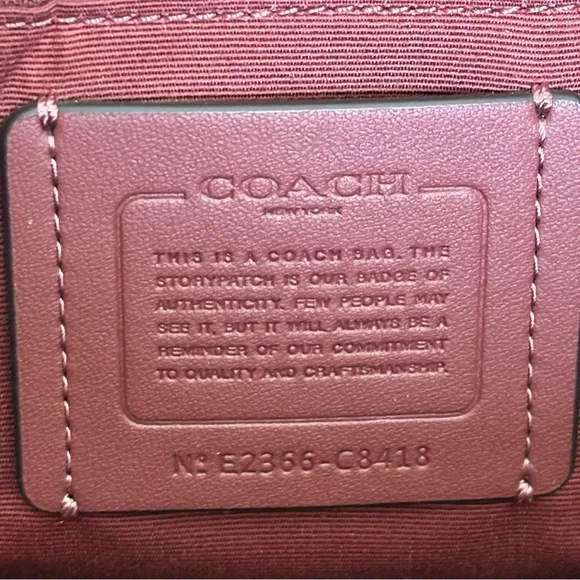 COACH
NEW YORK
THIS IS A COACH BAG. THE
STORYPATCH IS OUR BADGE OF
AUTHENTICITY. FEW PEOPLE MAY
SEE IT, BUT IT WILL ALWAYS BE A
REMINDER OF OUR COMMITMENT
TO QUALITY AND CRAFTSMANSHIP.
Nº E2366-C8418